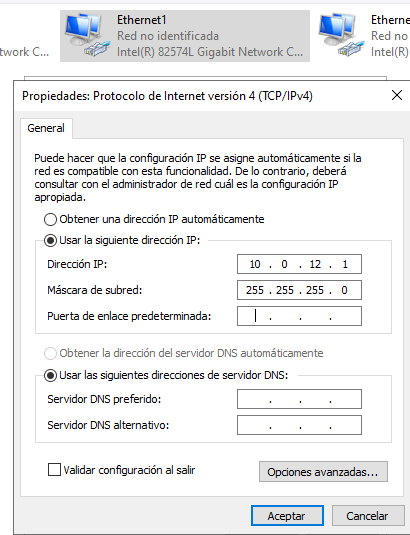 Ethernet1
Etherne
Red no identificada
Red no
twork C...
Intel(R) 82574L Gigabit Network C...
Intel(R)
Propiedades: Protocolo de Internet versión 4 (TCP/IPv4)
General
Puede hacer que la configuración IP se asigne automáticamente si la
red es compatible con esta funcionalidad. De lo contrario, deberá
consultar con el administrador de red cuál es la configuración IP
apropiada.
Obtener una dirección IP automáticamente
Usar la siguiente dirección IP:
Dirección IP: 10 . 0 . 12 . 1
Máscara de subred: 255 . 255 . 255 . 0
Puerta de enlace predeterminada: . . .
Obtener la dirección del servidor DNS automáticamente
Usar las siguientes direcciones de servidor DNS:
Servidor DNS preferido: . . .
Servidor DNS alternativo: . . .
Validar configuración al salir
Opciones avanzadas...
Aceptar
Cancelar